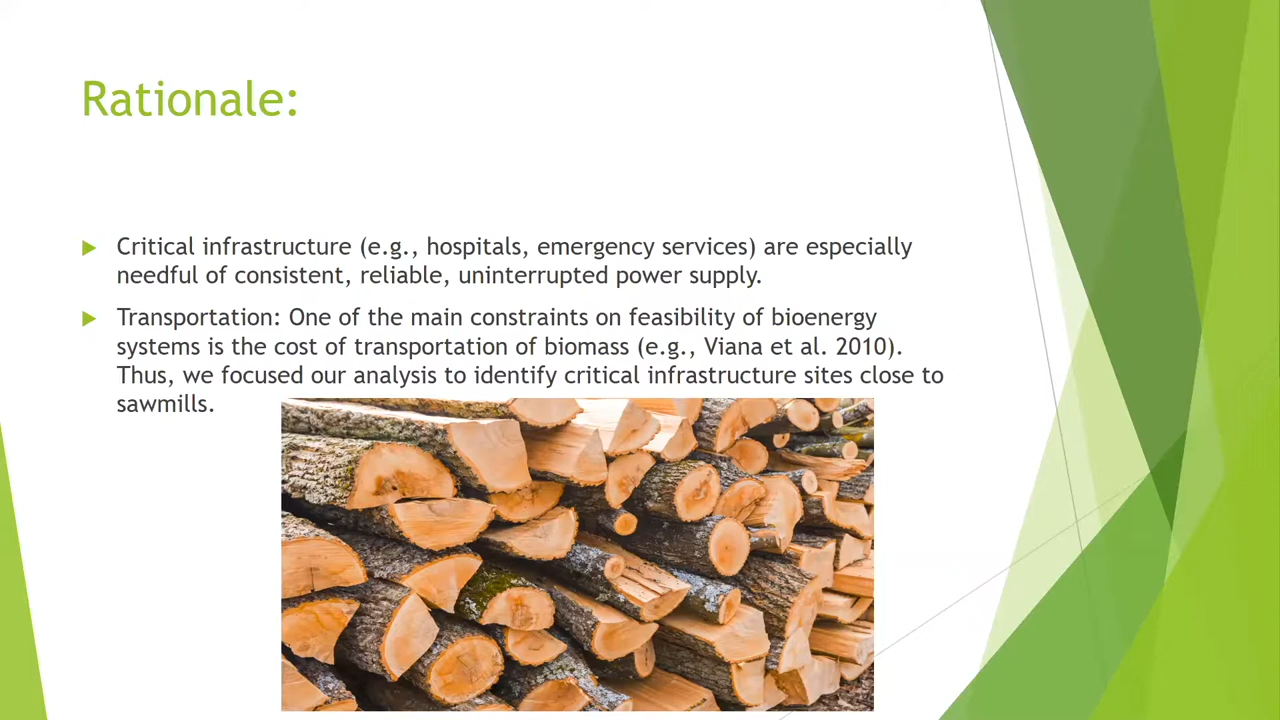 Rationale:
Critical infrastructure (e.g., hospitals, emergency services) are especially
needful of consistent, reliable, uninterrupted power supply.
Transportation: One of the main constraints on feasibility of bioenergy
systems is the cost of transportation of biomass (e.g., Viana et al. 2010).
Thus, we focused our analysis to identify critical infrastructure sites close to
sawmills.